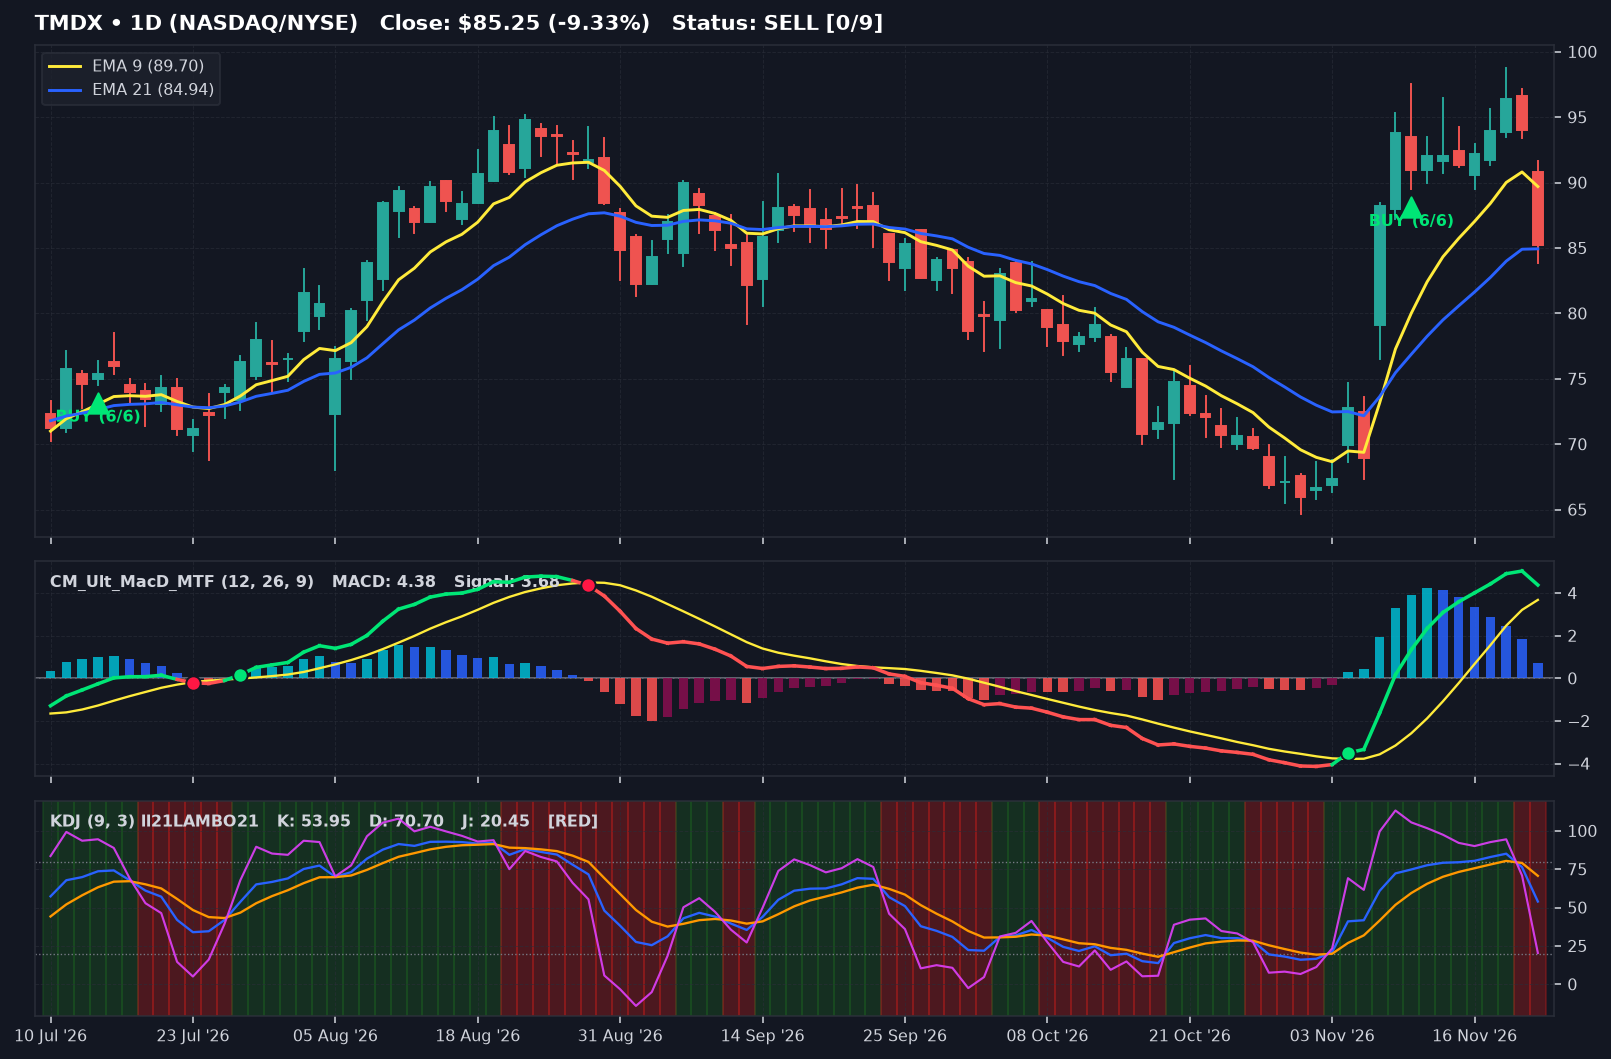 TMDX • 1D (NASDAQ/NYSE)   Close: $85.25 (-9.33%)   Status: SELL [0/9]
EMA 9 (89.70)
EMA 21 (84.94)
100
95
90
85
80
75
70
65
BUY (6/6)
BUY (6/6)
CM_Ult_MacD_MTF (12, 26, 9)   MACD: 4.38   Signal: 3.68
4
2
0
−2
−4
KDJ (9, 3) II21LAMBO21   K: 53.95   D: 70.70   J: 20.45   [RED]
100
75
50
25
0
10 Jul '26
23 Jul '26
05 Aug '26
18 Aug '26
31 Aug '26
14 Sep '26
25 Sep '26
08 Oct '26
21 Oct '26
03 Nov '26
16 Nov '26